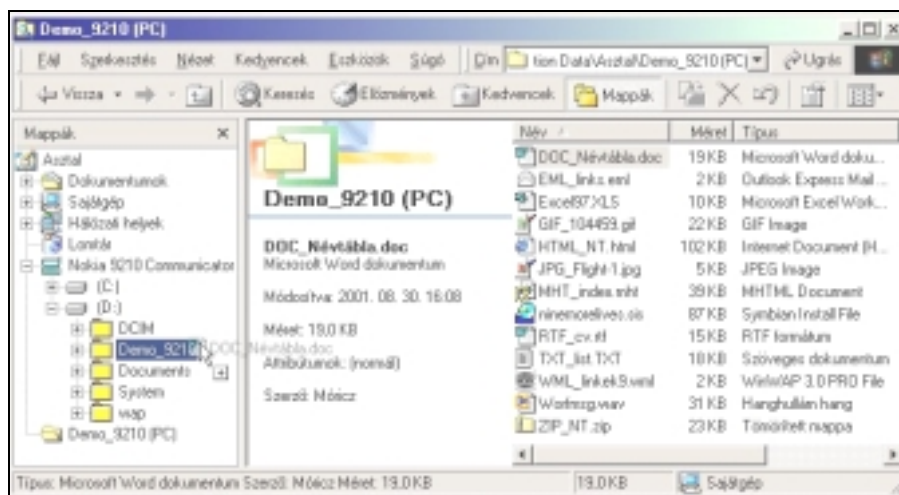 Demo_9210 (PC)
Fájl Szerkesztés Nézet Kedvencek Eszközök Súgó Cím tion Data\Asztal\Demo_9210 (PC) Ugrás
Vissza Keresés Előzmények Kedvencek Mappák
Mappák
Asztal
Dokumentumok
Sajátgép
Hálózati helyek
Lomtár
Nokia 9210 Communicator
(C:)
(D:)
DCIM
Demo_921
Documents
System
wap
Demo_9210 (PC)
DOC_Névtábla.doc
Demo_9210 (PC)
DOC_Névtábla.doc
Microsoft Word dokumentum
Módosítva: 2001. 08. 30. 16:08
Méret: 19,0 KB
Attribútumok: (normál)
Szerző: Móricz
Név Méret Típus
DOC_Névtábla.doc 19 KB Microsoft Word doku...
EML_links.eml 2 KB Outlook Express Mail ...
Excel97.XLS 10 KB Microsoft Excel Work...
GIF_104459.gif 22 KB GIF Image
HTML_NT.html 102 KB Internet Document (H...
JPG_Flight-1.jpg 5 KB JPEG Image
MHT_index.mht 39 KB MHTML Document
ninemorelives.sis 87 KB Symbian Install File
RTF_cv.rtf 15 KB RTF formátum
TXT_list.TXT 18 KB Szöveges dokumentum
WML_linkek9.wml 2 KB WinWAP 3.0 PRO File
Worfmsg.wav 31 KB Hanghullám hang
ZIP_NT.zip 23 KB Tömörített mappa
Típus: Microsoft Word dokumentum Szerző: Móricz Méret: 19,0 KB 19,0 KB Sajátgép